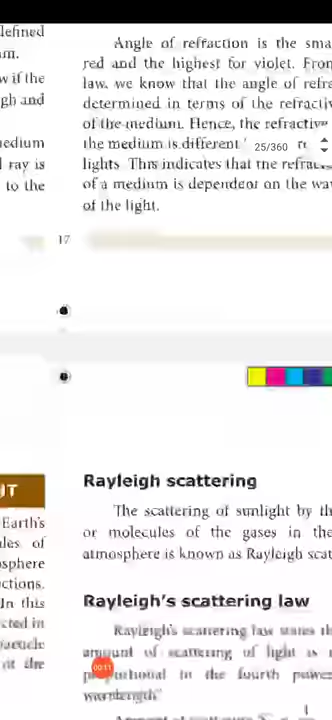 defined
m.
w if the
gh and
medium
l ray is
to the
Angle of refraction is the sma
red and the highest for violet. From
law, we know that the angle of refra
determined in terms of the refractiv
of the medium. Hence, the refractive
the medium is different
25/360
lights. This indicates that the refrac
of a medium is dependent on the wa
of the light.
17
IT
Earth's
les of
osphere
ctions.
In this
cted in
at the
Rayleigh scattering
The scattering of sunlight by th
or molecules of the gases in the
atmosphere is known as Rayleigh scat
Rayleigh's scattering law
Rayleigh's scattering law states th
amount of scattering of light is
00:11
proportional to the fourth power
wavelength"